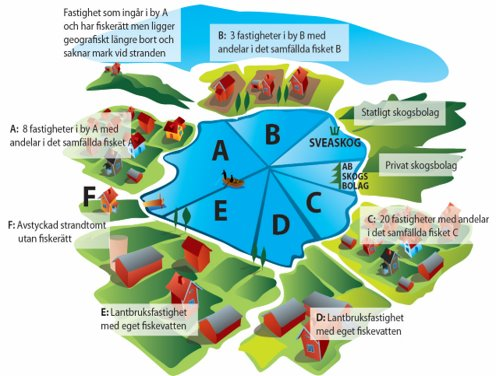 Fastighet som ingår i by A
och har fiskerätt men ligger
geografiskt längre bort och
saknar mark vid stranden
B: 3 fastigheter i by B med
andelar i det samfällda fisket B
Statligt skogsbolag
A: 8 fastigheter i by A med
andelar i det samfällda fisket A
A
B
SVEASKOG
AB
SKOGS
BOLAG
Privat skogsbolag
F
E
D
C
F: Avstyckad strandtomt
utan fiskerätt
C: 20 fastigheter med andelar
i det samfällda fisket C
E: Lantbruksfastighet
med eget fiskevatten
D: Lantbruksfastighet
med eget fiskevatten